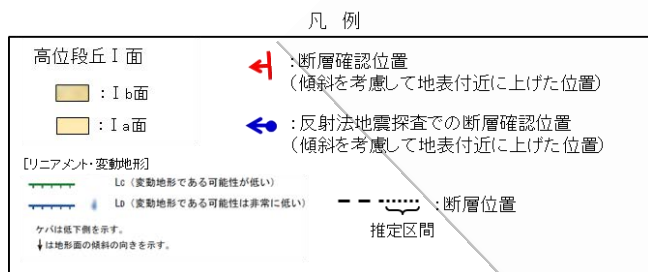 凡 例
高位段丘Ⅰ面
：Ⅰb面
：Ⅰa面
[リニアメント・変動地形]
Lc（変動地形である可能性が低い）
LD（変動地形である可能性は非常に低い）
ケバは低下側を示す。
↓は地形面の傾斜の向きを示す。
：断層確認位置
（傾斜を考慮して地表付近に上げた位置）
：反射法地震探査での断層確認位置
（傾斜を考慮して地表付近に上げた位置）
：断層位置
推定区間